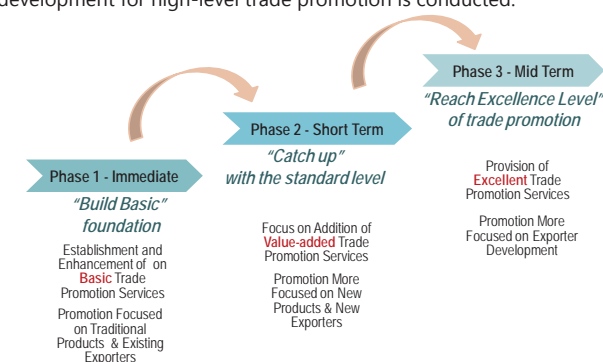 development for high-level trade promotion is conducted.
Phase 1 - Immediate
"Build Basic"
foundation
Establishment and
Enhancement of on
Basic Trade
Promotion Services
Promotion Focused
on Traditional
Products & Existing
Exporters
Phase 2 - Short Term
"Catch up"
with the standard level
Focus on Addition of
Value-added Trade
Promotion Services
Promotion More
Focused on New
Products & New
Exporters
Phase 3 - Mid Term
"Reach Excellence Level"
of trade promotion
Provision of
Excellent Trade
Promotion Services
Promotion More
Focused on Exporter
Development